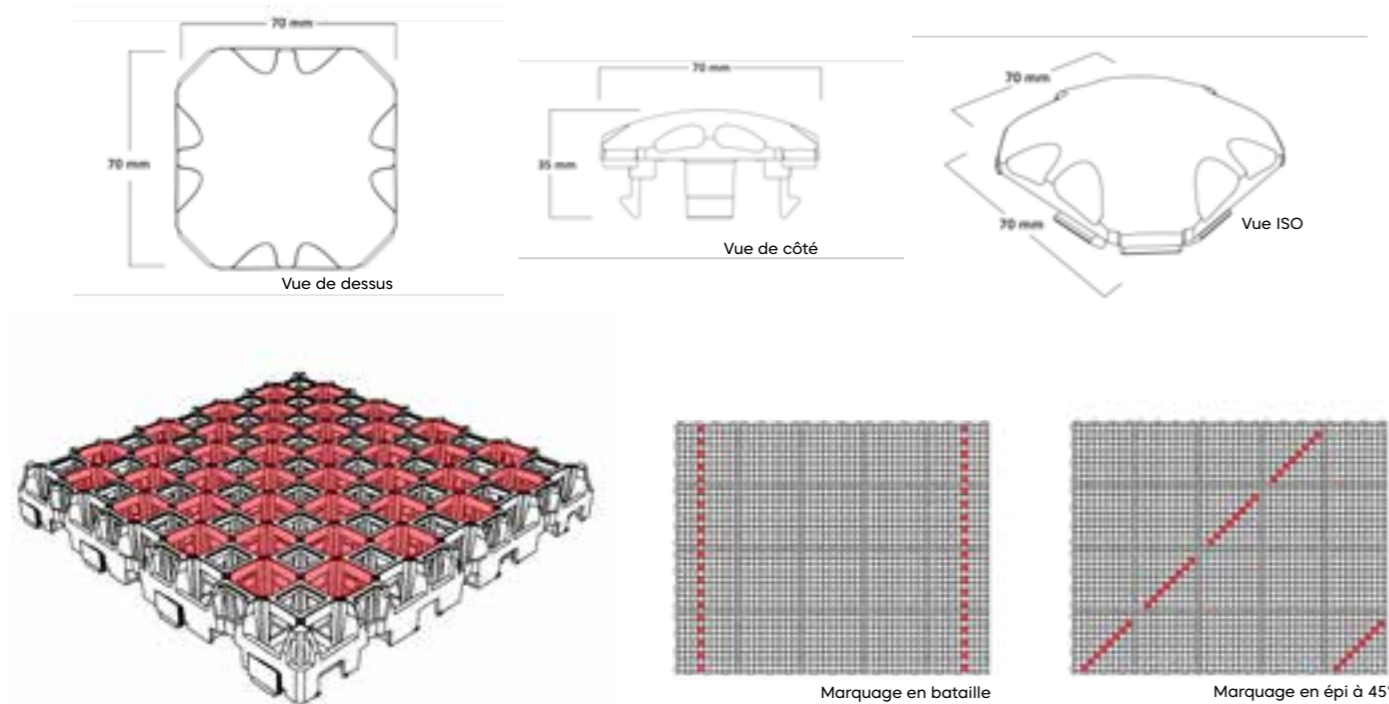 70 mm
70 mm
Vue de dessus
70 mm
35 mm
Vue de côté
70 mm
70 mm
Vue ISO
Marquage en bataille
Marquage en épi à 45°